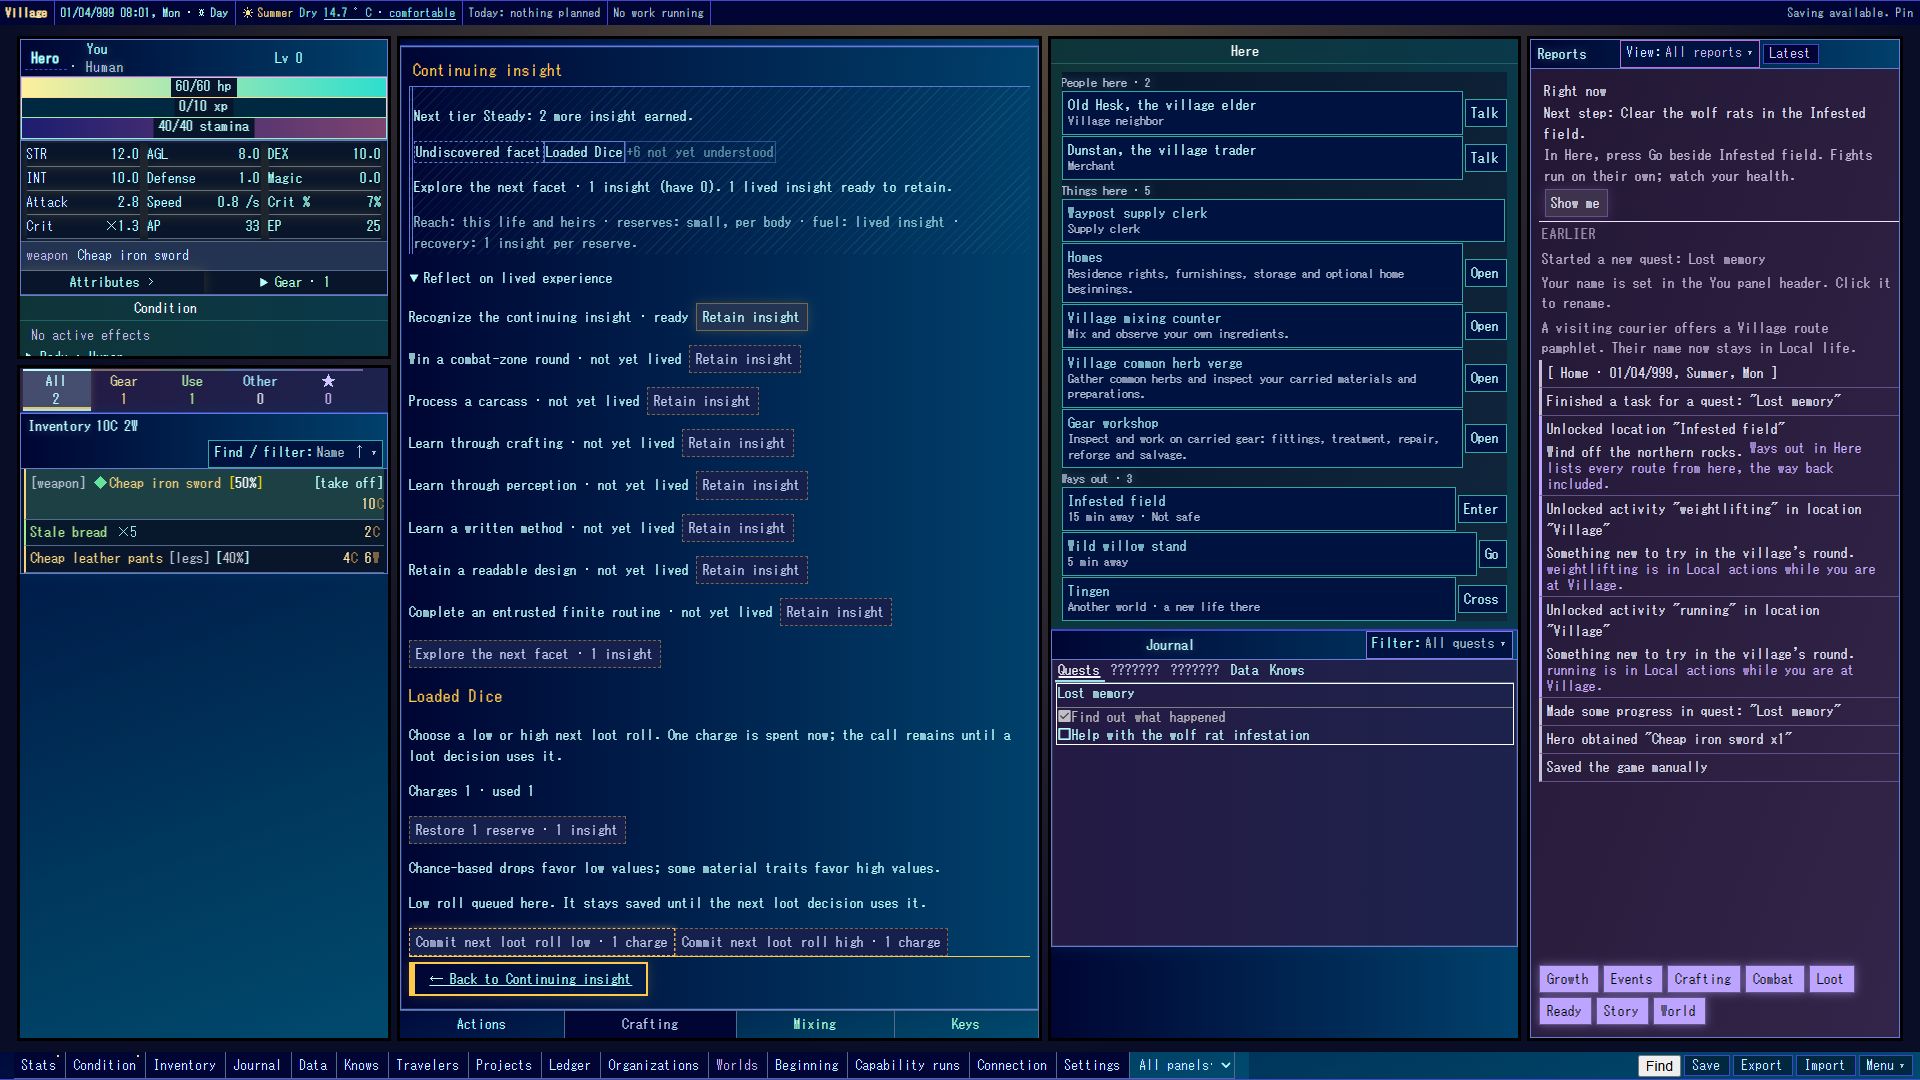 Village 01/04/999 08:01, Mon · ☀ Day ☀ Summer Dry 14.7 ° C · comfortable Today: nothing planned No work running Saving available. Pin
Hero · You Human Lv 0
60/60 hp
0/10 xp
40/40 stamina
STR 12.0 AGL 8.0 DEX 10.0
INT 10.0 Defense 1.0 Magic 0.0
Attack 2.8 Speed 0.8 /s Crit % 7%
Crit ×1.3 AP 33 EP 25
weapon Cheap iron sword
Attributes > ▶ Gear · 1
Condition
No active effects
All Gear Use Other ★
2 1 1 0 0
Inventory 10C 2W
Find / filter: Name ↑ ▾
[weapon] ◆Cheap iron sword [50%] [take off]
10C
Stale bread ×5 2C
Cheap leather pants [legs] [40%] 4C 6W
Continuing insight
Next tier Steady: 2 more insight earned.
Undiscovered facet Loaded Dice +6 not yet understood
Explore the next facet · 1 insight (have 0). 1 lived insight ready to retain.
Reach: this life and heirs · reserves: small, per body · fuel: lived insight ·
recovery: 1 insight per reserve.
▼ Reflect on lived experience
Recognize the continuing insight · ready Retain insight
Win a combat-zone round · not yet lived Retain insight
Process a carcass · not yet lived Retain insight
Learn through crafting · not yet lived Retain insight
Learn through perception · not yet lived Retain insight
Learn a written method · not yet lived Retain insight
Retain a readable design · not yet lived Retain insight
Complete an entrusted finite routine · not yet lived Retain insight
Explore the next facet · 1 insight
Loaded Dice
Choose a low or high next loot roll. One charge is spent now; the call remains until a
loot decision uses it.
Charges 1 · used 1
Restore 1 reserve · 1 insight
Chance-based drops favor low values; some material traits favor high values.
Low roll queued here. It stays saved until the next loot decision uses it.
Commit next loot roll low · 1 charge Commit next loot roll high · 1 charge
← Back to Continuing insight
Actions Crafting Mixing Keys
Here
People here · 2
Old Hesk, the village elder
Village neighbor
Talk
Dunstan, the village trader
Merchant
Talk
Things here · 5
Waypost supply clerk
Supply clerk
Homes
Residence rights, furnishings, storage and optional home
beginnings.
Open
Village mixing counter
Mix and observe your own ingredients.
Open
Village common herb verge
Gather common herbs and inspect your carried materials and
preparations.
Open
Gear workshop
Inspect and work on carried gear: fittings, treatment, repair,
reforge and salvage.
Open
Ways out · 3
Infested field
15 min away · Not safe
Enter
Wild willow stand
5 min away
Go
Tingen
Another world · a new life there
Cross
Journal Filter: All quests ▾
Quests ??????? ??????? Data Knows
Lost memory
Find out what happened
Help with the wolf rat infestation
Reports View: All reports ▾ Latest
Right now
Next step: Clear the wolf rats in the Infested
field.
In Here, press Go beside Infested field. Fights
run on their own; watch your health.
Show me
EARLIER
Started a new quest: Lost memory
Your name is set in the You panel header. Click it
to rename.
A visiting courier offers a Village route
pamphlet. Their name now stays in Local life.
[ Home · 01/04/999, Summer, Mon ]
Finished a task for a quest: "Lost memory"
Unlocked location "Infested field"
Wind off the northern rocks. Ways out in Here
lists every route from here, the way back
included.
Unlocked activity "weightlifting" in location
"Village"
Something new to try in the village's round.
weightlifting is in Local actions while you are
at Village.
Unlocked activity "running" in location
"Village"
Something new to try in the village's round.
running is in Local actions while you are at
Village.
Made some progress in quest: "Lost memory"
Hero obtained "Cheap iron sword x1"
Saved the game manually
Growth Events Crafting Combat Loot
Ready Story World
Stats Condition Inventory Journal Data Knows Travelers Projects Ledger Organizations Worlds Beginning Capability runs Connection Settings All panels Find Save Export Import Menu ▾